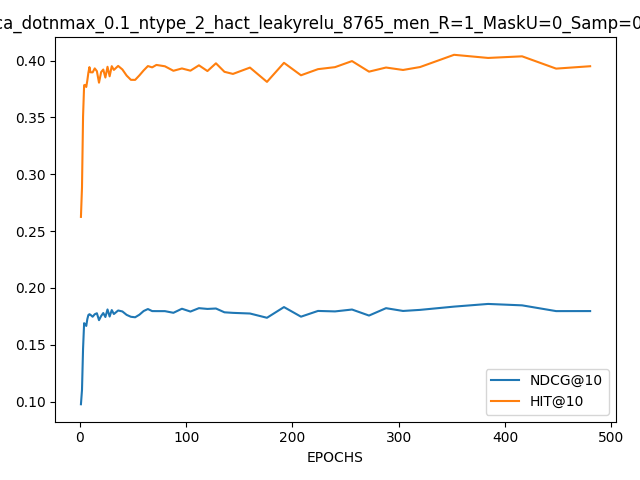 ca_dotnmax_0.1_ntype_2_hact_leakyrelu_8765_men_R=1_MaskU=0_Samp=0
0.40
0.35
0.30
0.25
0.20
0.15
0.10
NDCG@10
HIT@10
0 100 200 300 400 500
EPOCHS